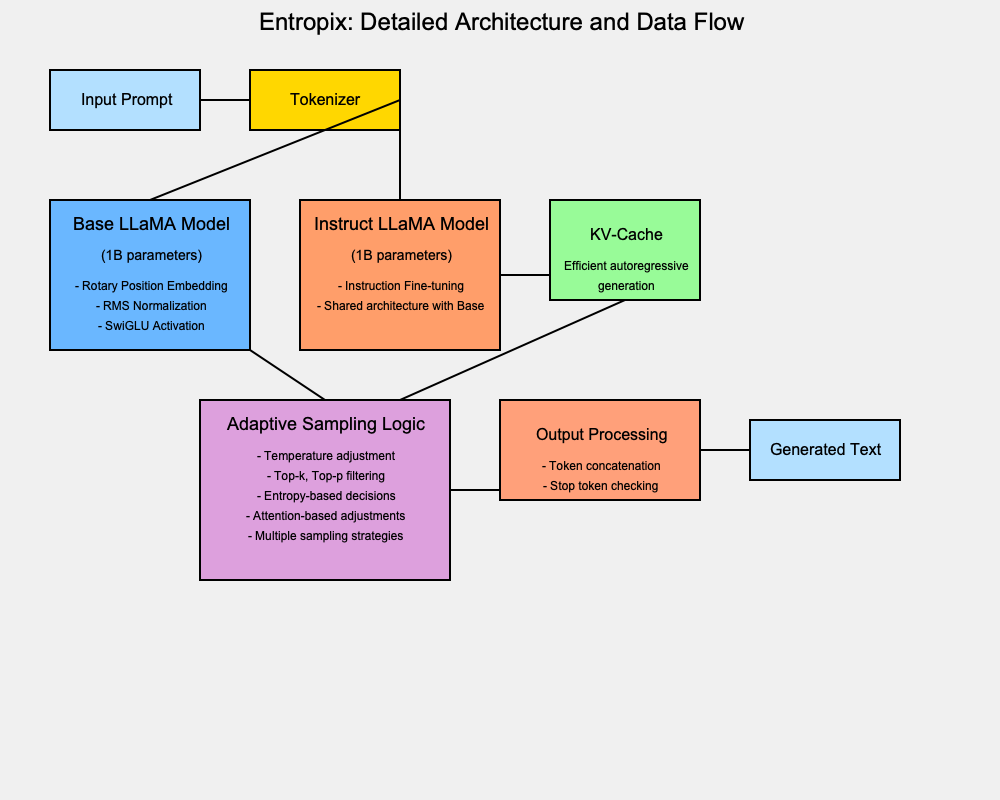 Entropix: Detailed Architecture and Data Flow
Input Prompt
Tokenizer
Base LLaMA Model
(1B parameters)
- Rotary Position Embedding
- RMS Normalization
- SwiGLU Activation
Instruct LLaMA Model
(1B parameters)
- Instruction Fine-tuning
- Shared architecture with Base
KV-Cache
Efficient autoregressive
generation
Adaptive Sampling Logic
- Temperature adjustment
- Top-k, Top-p filtering
- Entropy-based decisions
- Attention-based adjustments
- Multiple sampling strategies
Output Processing
- Token concatenation
- Stop token checking
Generated Text